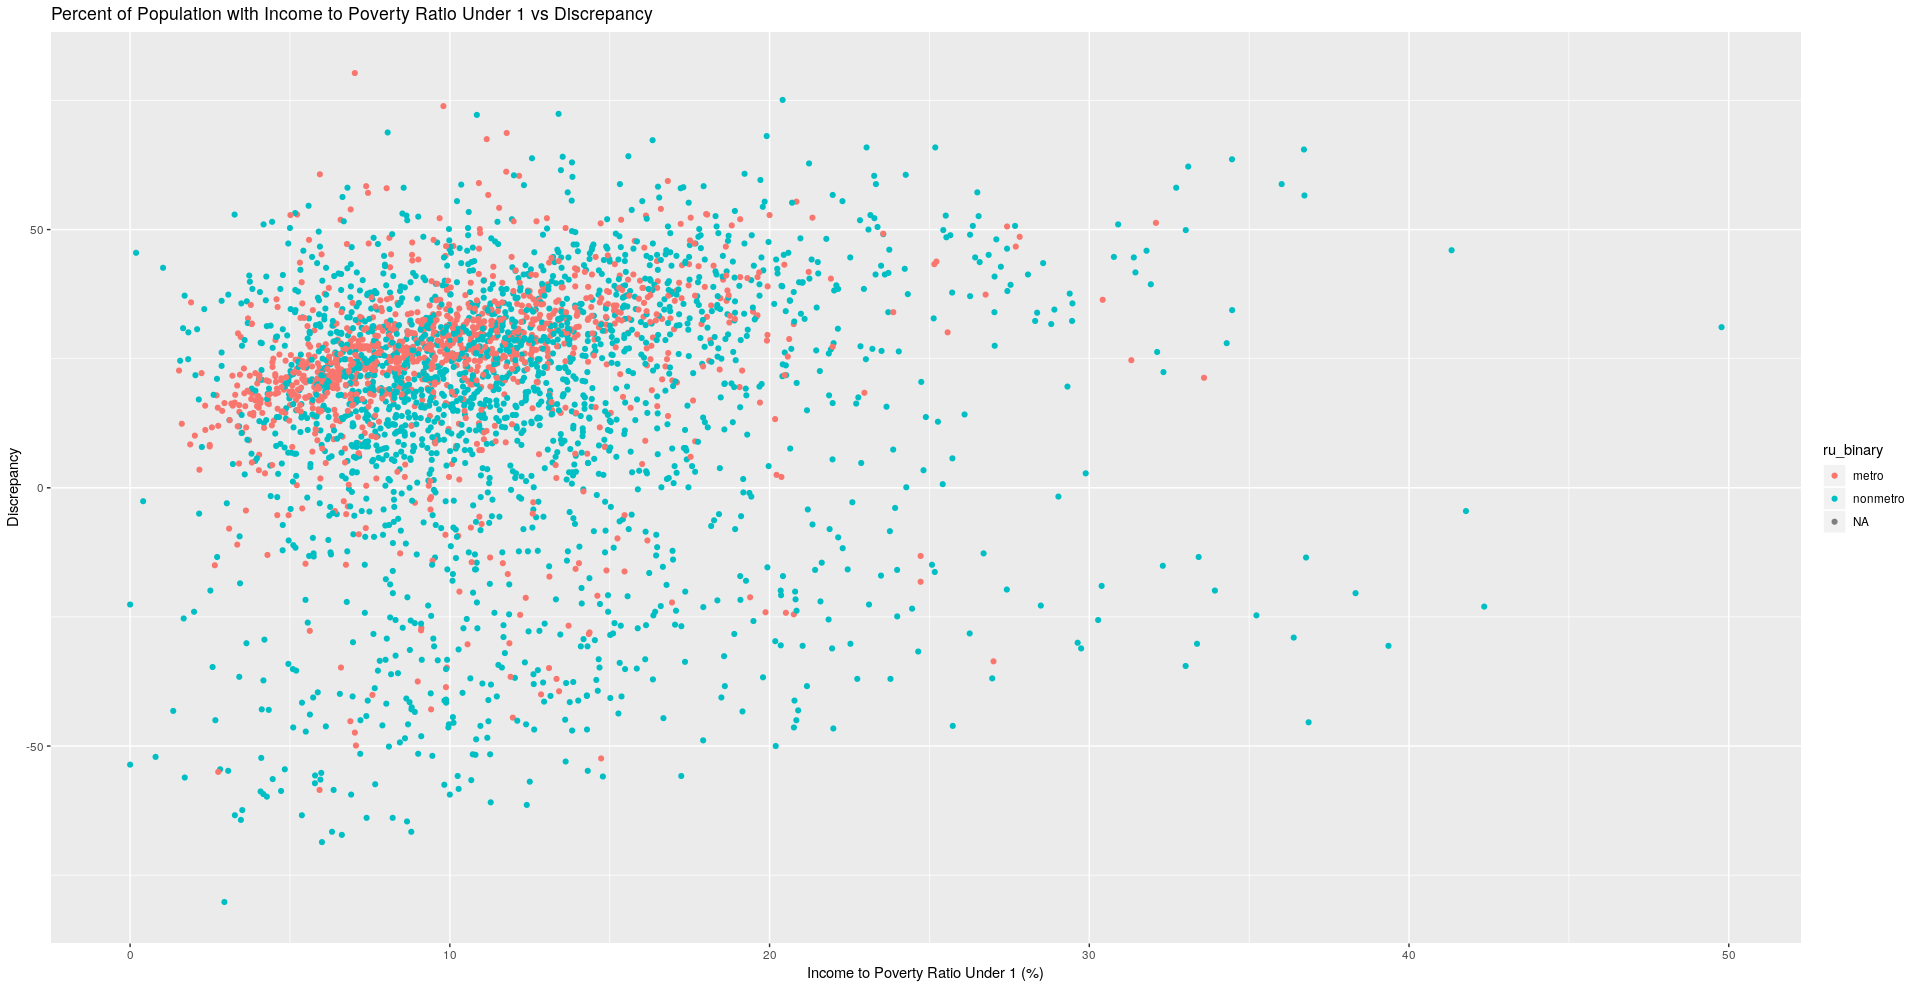 Percent of Population with Income to Poverty Ratio Under 1 vs Discrepancy
50
0
-50
Discrepancy
0 10 20 30 40 50
Income to Poverty Ratio Under 1 (%)
ru_binary
metro
nonmetro
NA